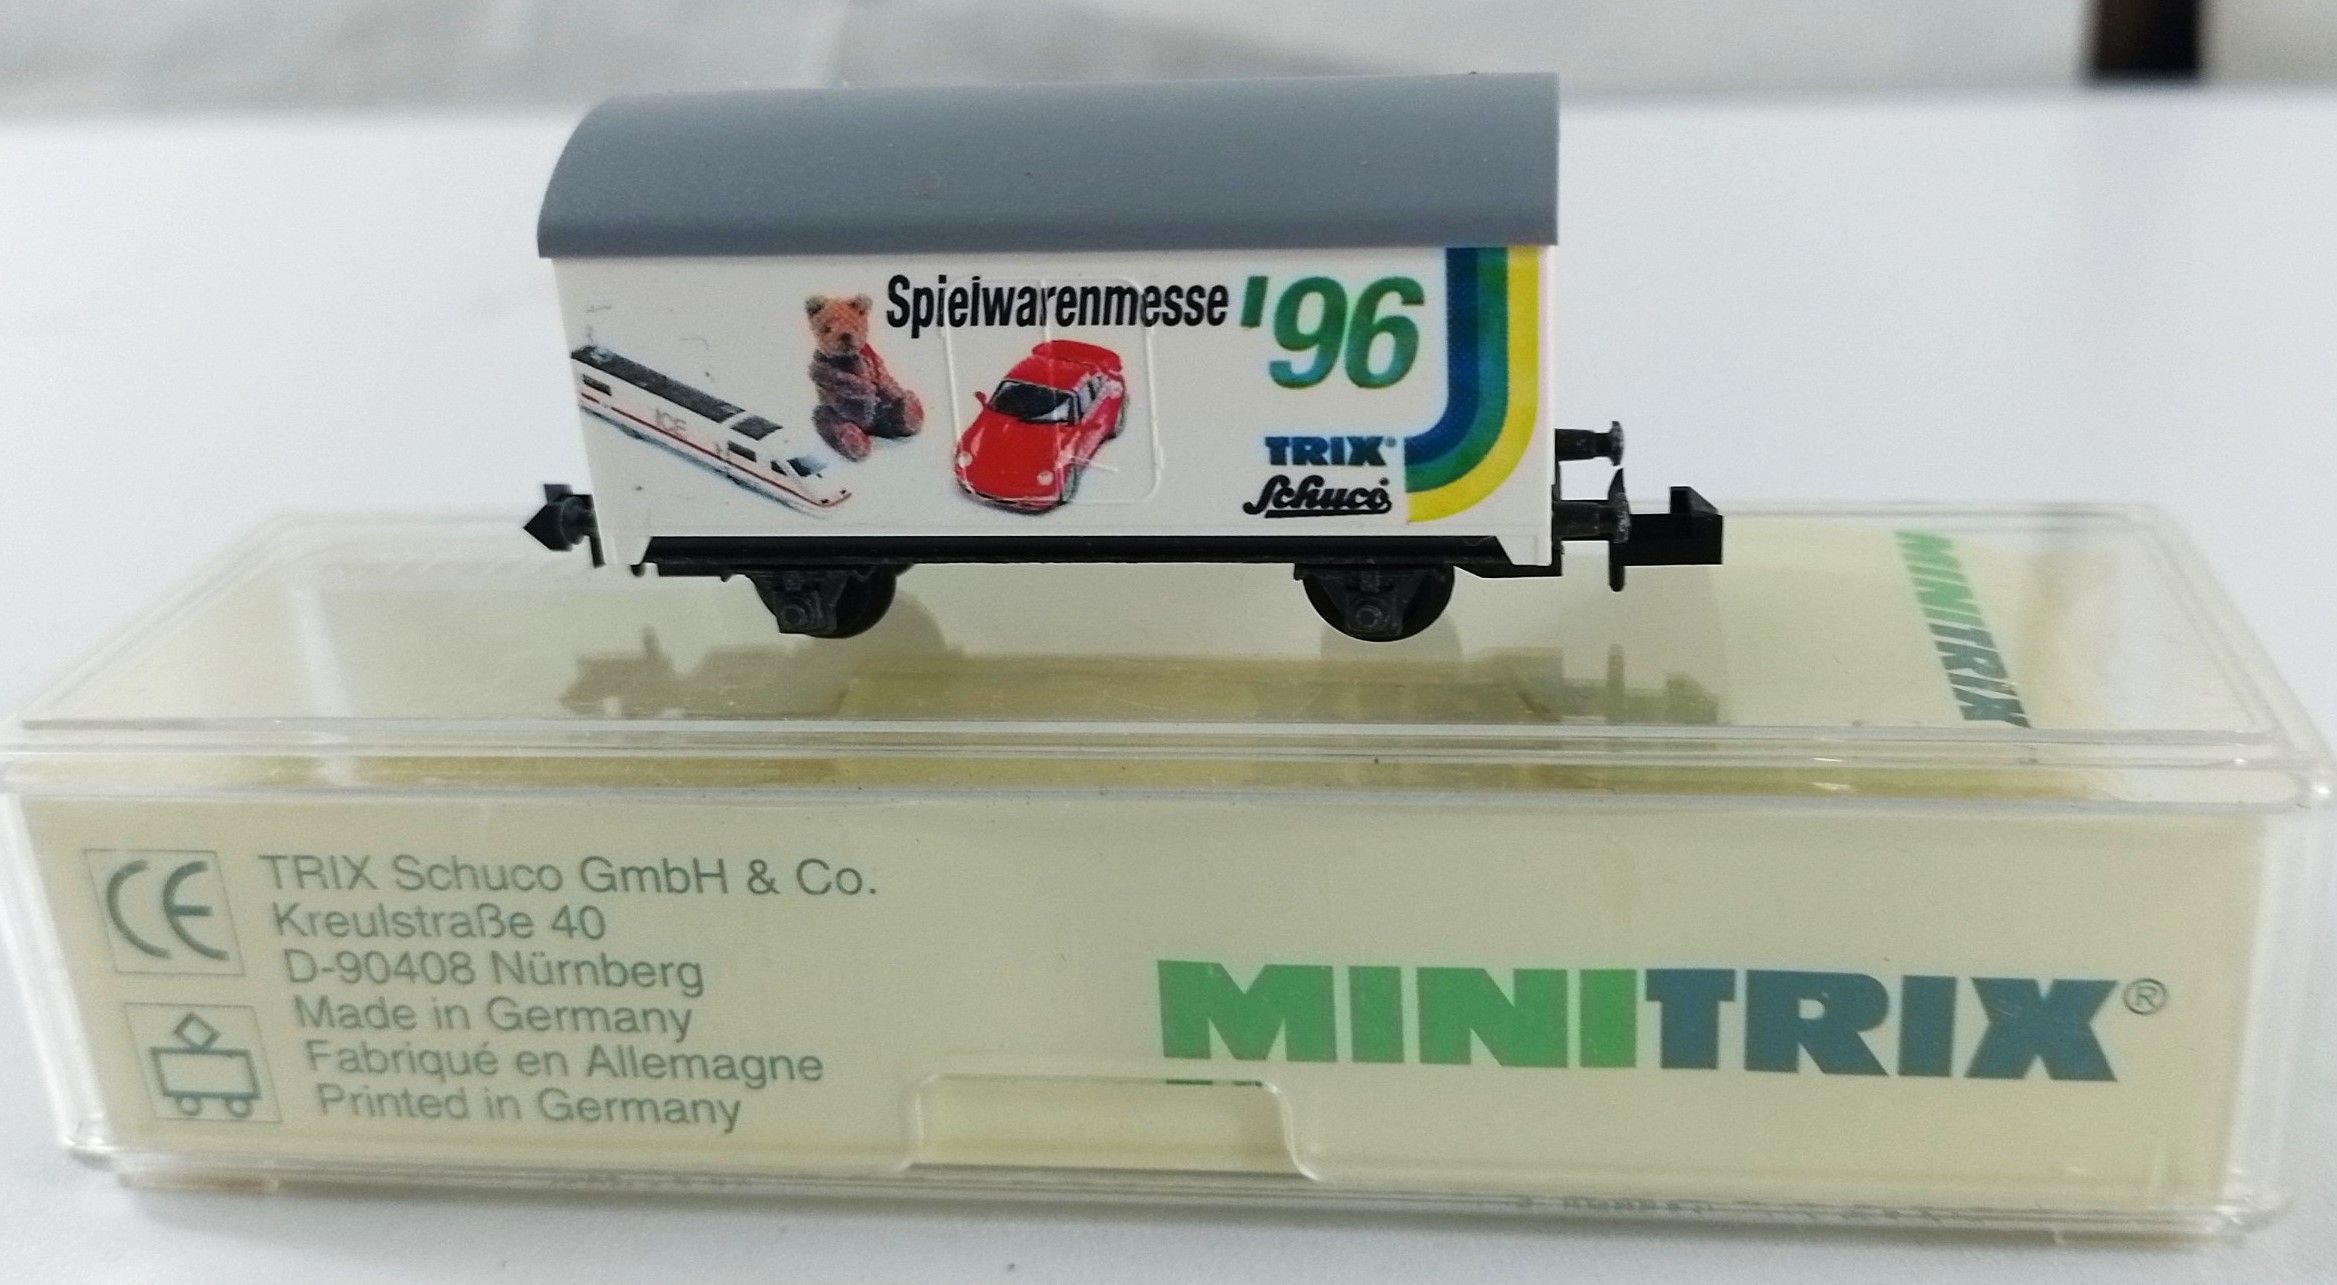 Spielwarenmesse '96
ICE
TRIX®
Schuco®
MINITRIX
TRIX Schuco GmbH & Co.
Kreulstraße 40
D-90408 Nürnberg
Made in Germany
Fabriqué en Allemagne
Printed in Germany
CE
MINITRIX®